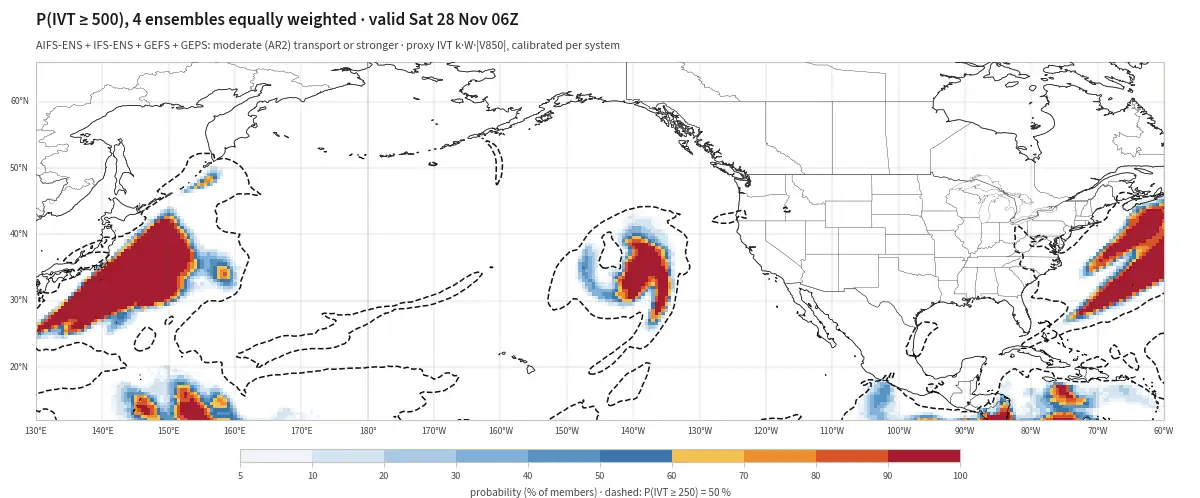 P(IVT ≥ 500), 4 ensembles equally weighted · valid Sat 28 Nov 06Z
AIFS-ENS + IFS-ENS + GEFS + GEPS: moderate (AR2) transport or stronger · proxy IVT k·W·|V850|, calibrated per system
60°N
50°N
40°N
30°N
20°N
130°E 140°E 150°E 160°E 170°E 180° 170°W 160°W 150°W 140°W 130°W 120°W 110°W 100°W 90°W 80°W 70°W 60°W
5 10 20 30 40 50 60 70 80 90 100
probability (% of members) · dashed: P(IVT ≥ 250) = 50 %